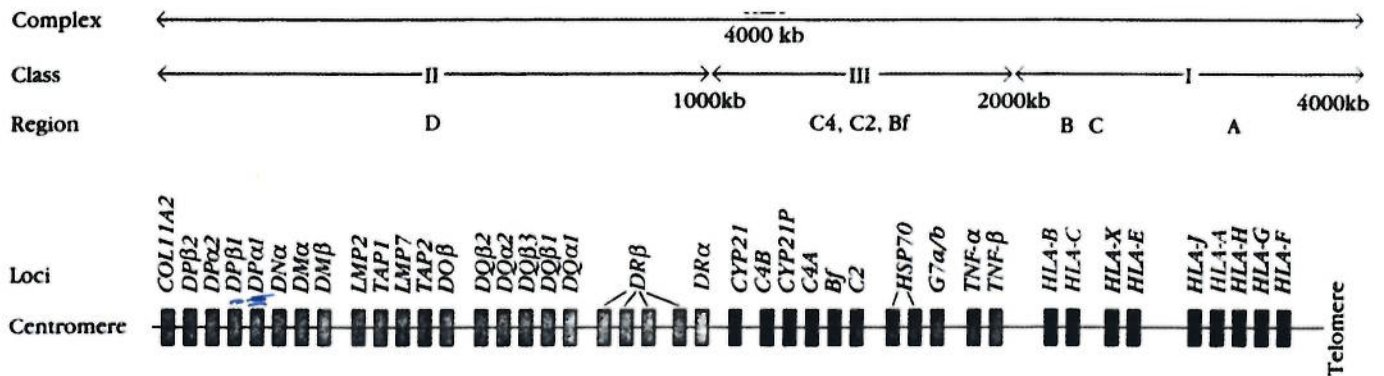 Complex
4000 kb
Class II III I
1000kb 2000kb 4000kb
Region D C4, C2, Bf B C A
Loci COL11A2 DPβ2 DPα2 DPβ1 DPα1 DNα DMα DMβ LMP2 TAP1 LMP7 TAP2 DOβ DQβ2 DQα2 DQβ3 DQβ1 DQα1 DRβ DRα CYP21 C4B CYP21P C4A Bf C2 HSP70 G7a/b TNF-α TNF-β HLA-B HLA-C HLA-X HLA-E HLA-J HLA-A HLA-H HLA-G HLA-F
Centromere Telomere